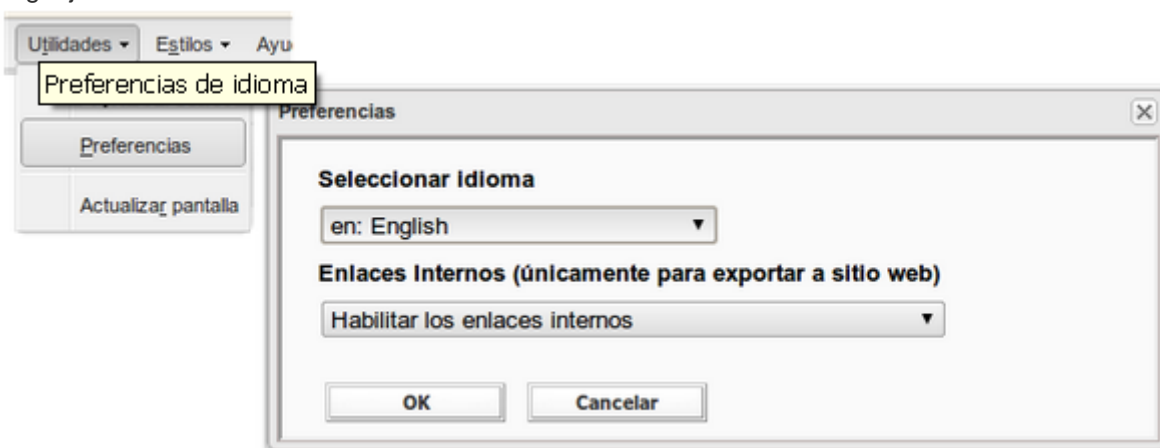 Utilidades Estilos Ayu
Preferencias de idioma
Preferencias
Actualizar pantalla
Preferencias
Seleccionar idioma
en: English
Enlaces Internos (únicamente para exportar a sitio web)
Habilitar los enlaces internos
OK Cancelar